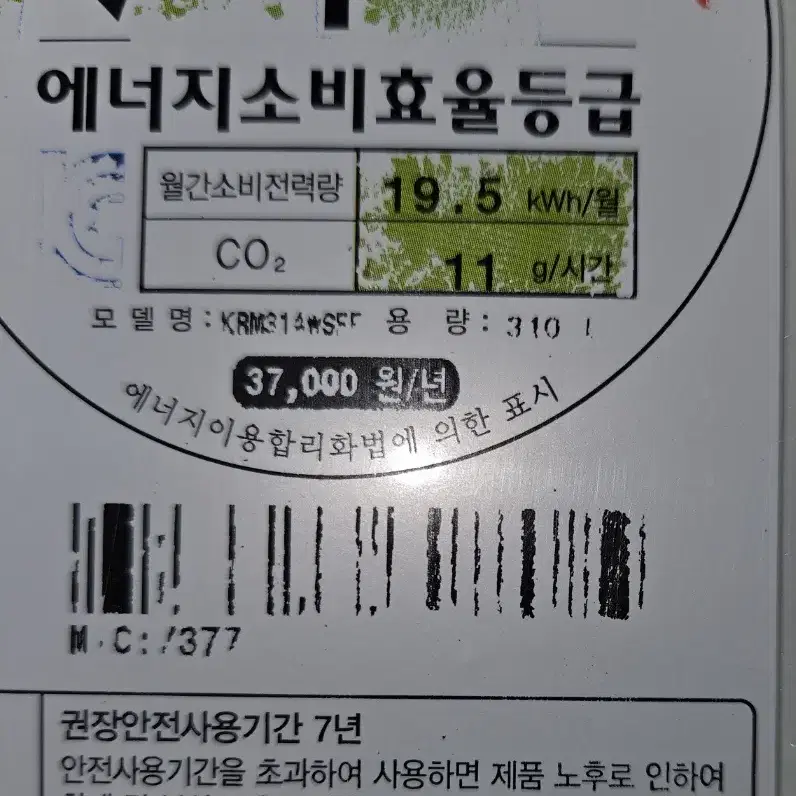 에너지소비효율등급
월간소비전력량 19.5 kWh/월
CO₂ 11 g/시간
모델명: 용량: 310
37,000 원/년
에너지이용합리화법에 의한 표시
권장안전사용기간 7년
안전사용기간을 초과하여 사용하면 제품 노후로 인하여